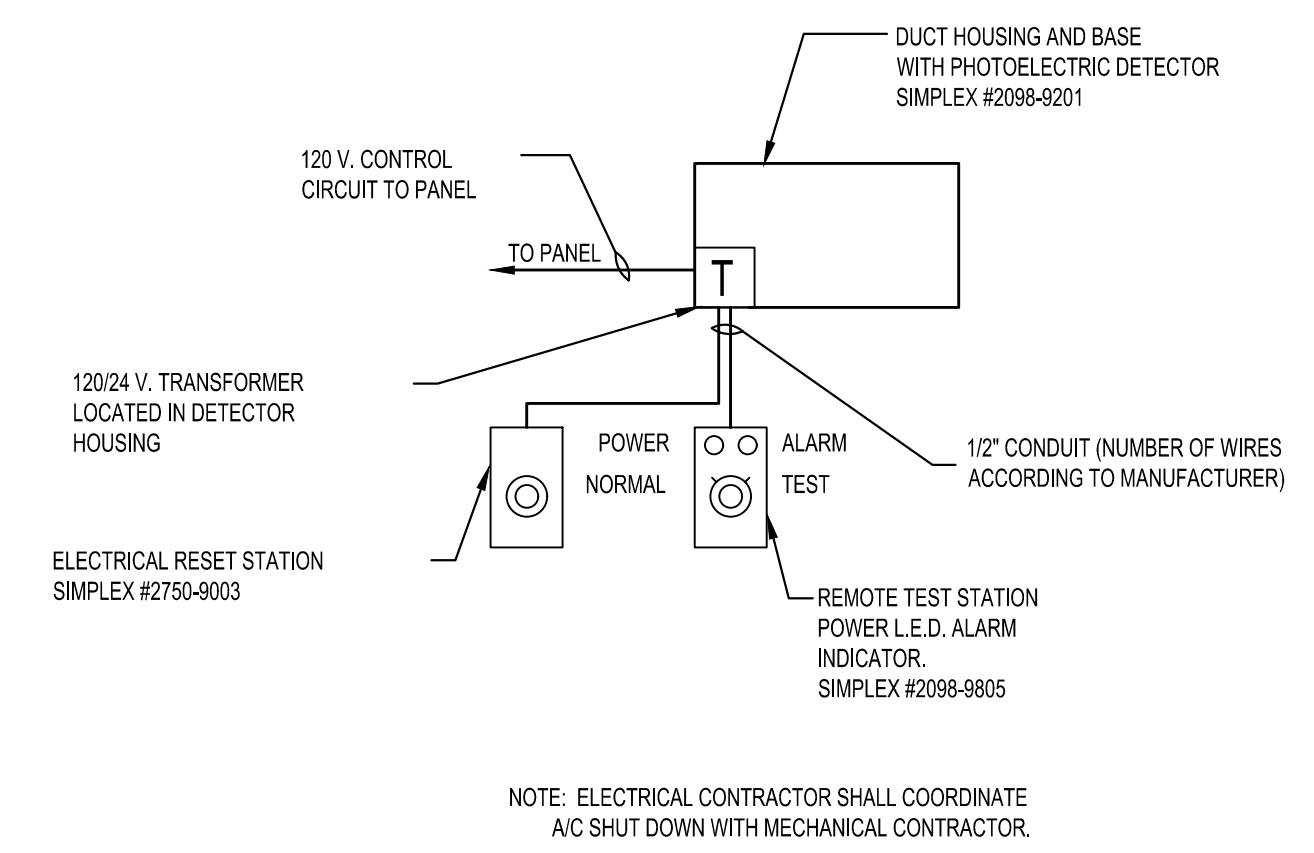 DUCT HOUSING AND BASE
WITH PHOTOELECTRIC DETECTOR
SIMPLEX #2098-9201
120 V. CONTROL
CIRCUIT TO PANEL
TO PANEL
T
120/24 V. TRANSFORMER
LOCATED IN DETECTOR
HOUSING
POWER
ALARM
NORMAL
TEST
1/2" CONDUIT (NUMBER OF WIRES
ACCORDING TO MANUFACTURER)
ELECTRICAL RESET STATION
SIMPLEX #2750-9003
REMOTE TEST STATION
POWER L.E.D. ALARM
INDICATOR.
SIMPLEX #2098-9805
NOTE: ELECTRICAL CONTRACTOR SHALL COORDINATE
A/C SHUT DOWN WITH MECHANICAL CONTRACTOR.